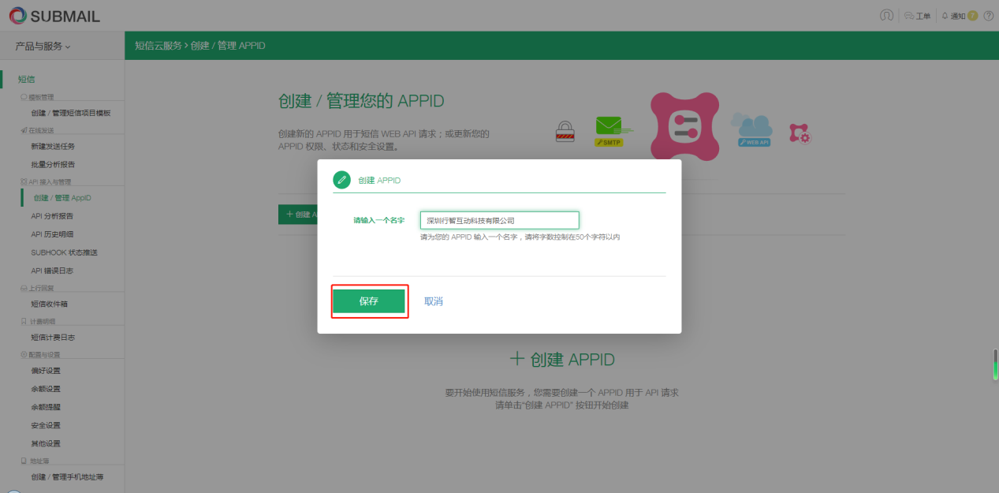 SUBMAIL
工单
通知
7
?
产品与服务
短信云服务 > 创建 / 管理 APPID
短信
模板管理
创建 / 管理短信项目模板
在线发送
新建发送任务
批量分析报告
API 接入与管理
创建 / 管理 AppID
API 分析报告
API 历史明细
SUBHOOK 状态推送
API 错误日志
上行回复
短信收件箱
计费明细
短信计费日志
配置与设置
偏好设置
余额设置
余额提醒
安全设置
其他设置
地址簿
创建 / 管理手机地址薄
创建 / 管理您的 APPID
创建新的 APPID 用于短信 WEB API 请求；或更新您的
APPID 权限、状态和安全设置。
SMTP
WEB API
+ 创建 A
创建 APPID
请输入一个名字
深圳行智互动科技有限公司
请为您的 APPID 输入一个名字，请将字数控制在50个字符以内
保存
取消
+ 创建 APPID
要开始使用短信服务，您需要创建一个 APPID 用于 API 请求
请单击“创建 APPID” 按钮开始创建